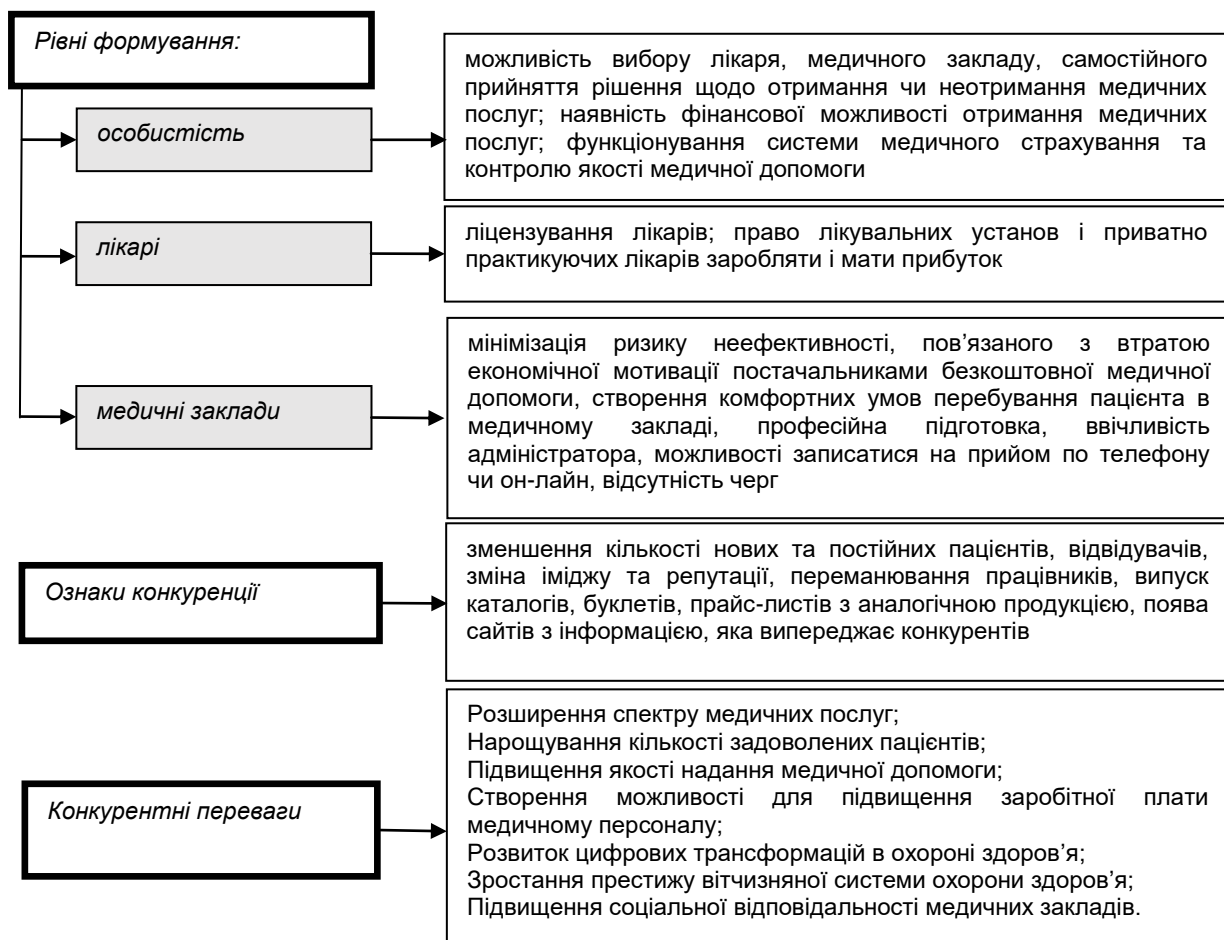 Рівні формування:
можливість вибору лікаря, медичного закладу, самостійного
прийняття рішення щодо отримання чи неотримання медичних
послуг; наявність фінансової можливості отримання медичних
послуг; функціонування системи медичного страхування та
контролю якості медичної допомоги
особистість
ліцензування лікарів; право лікувальних установ і приватно
практикуючих лікарів заробляти і мати прибуток
лікарі
мінімізація ризику неефективності, пов’язаного з втратою
економічної мотивації постачальниками безкоштовної медичної
допомоги, створення комфортних умов перебування пацієнта в
медичному закладі, професійна підготовка, ввічливість
адміністратора, можливості записатися на прийом по телефону
чи он-лайн, відсутність черг
медичні заклади
зменшення кількості нових та постійних пацієнтів, відвідувачів,
зміна іміджу та репутації, переманювання працівників, випуск
каталогів, буклетів, прайс-листів з аналогічною продукцією, поява
сайтів з інформацією, яка випереджає конкурентів
Ознаки конкуренції
Розширення спектру медичних послуг;
Нарощування кількості задоволених пацієнтів;
Підвищення якості надання медичної допомоги;
Створення можливості для підвищення заробітної плати
медичному персоналу;
Розвиток цифрових трансформацій в охороні здоров’я;
Зростання престижу вітчизняної системи охорони здоров’я;
Підвищення соціальної відповідальності медичних закладів.
Конкурентні переваги